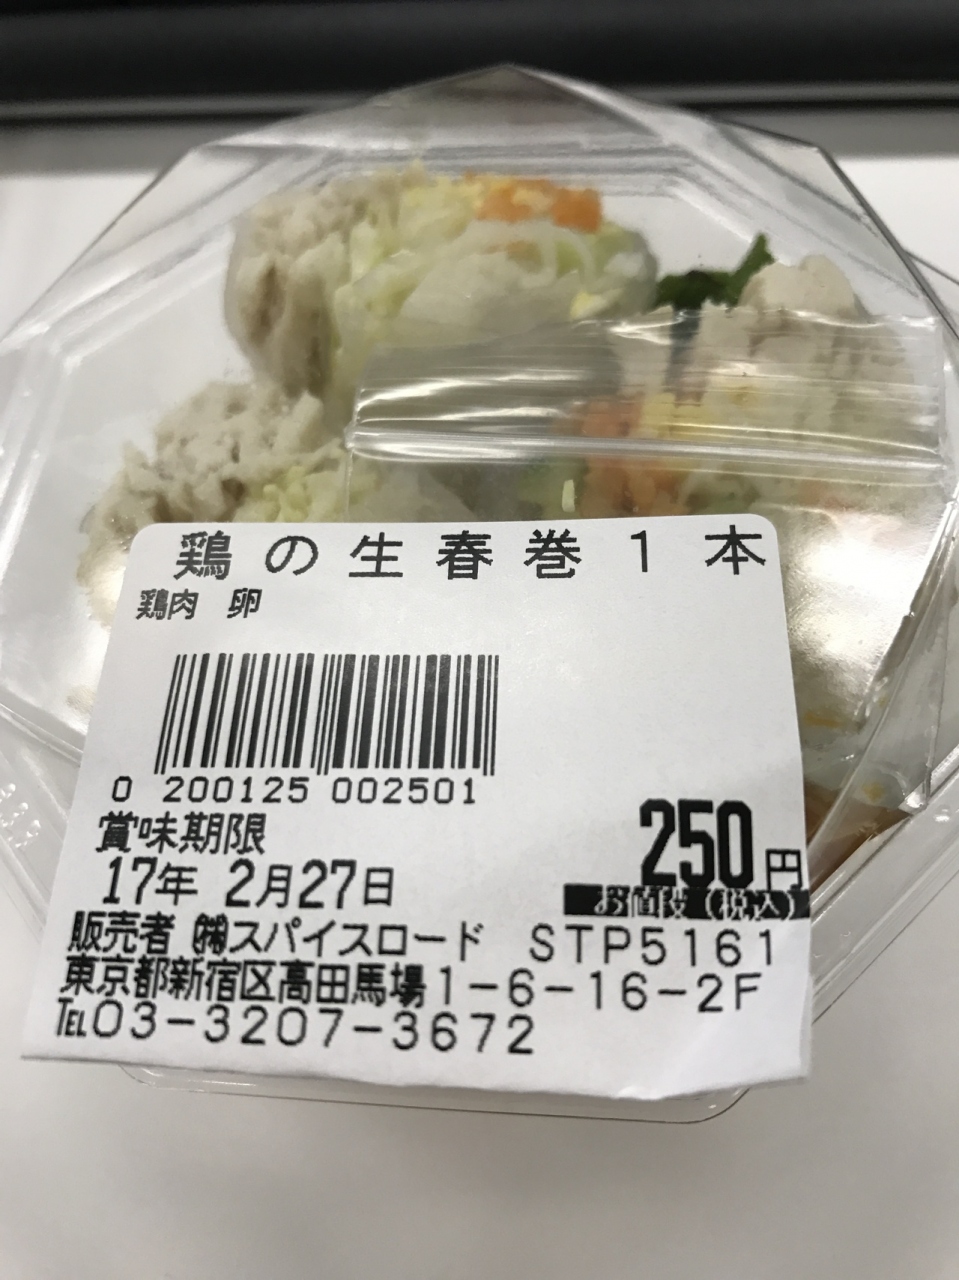 鶏の生春巻1本
鶏肉 卵
0 200125 002501
賞味期限
250円
17年 2月27日
お値段(税込)
販売者 ㈱スパイスロード STP5161
東京都新宿区高田馬場1-6-16-2F
℡03-3207-3672